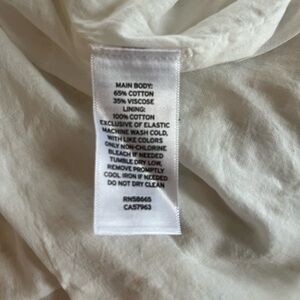 MAIN BODY:
65% COTTON
35% VISCOSE
LINING:
100% COTTON
EXCLUSIVE OF ELASTIC
MACHINE WASH COLD,
WITH LIKE COLORS
ONLY NON-CHLORINE
BLEACH IF NEEDED
TUMBLE DRY LOW,
REMOVE PROMPTLY
COOL IRON IF NEEDED
DO NOT DRY CLEAN
RN58665
CA57963